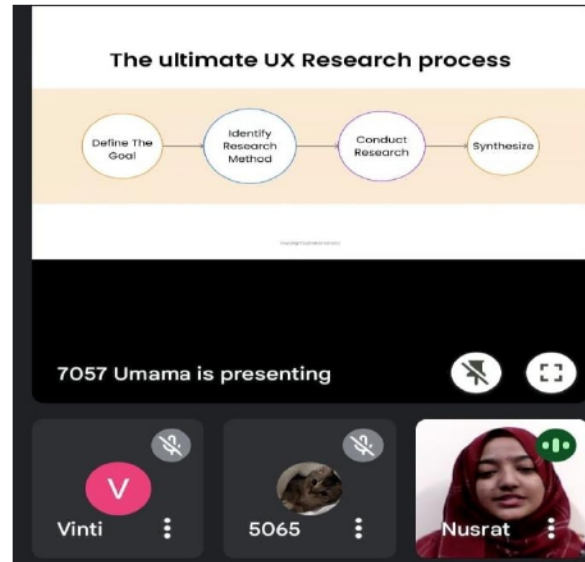 The ultimate UX Research process
Define The
Goal
Identify
Research
Method
Conduct
Research
Synthesize
7057 Umama is presenting
V
Vinti
5065
Nusrat